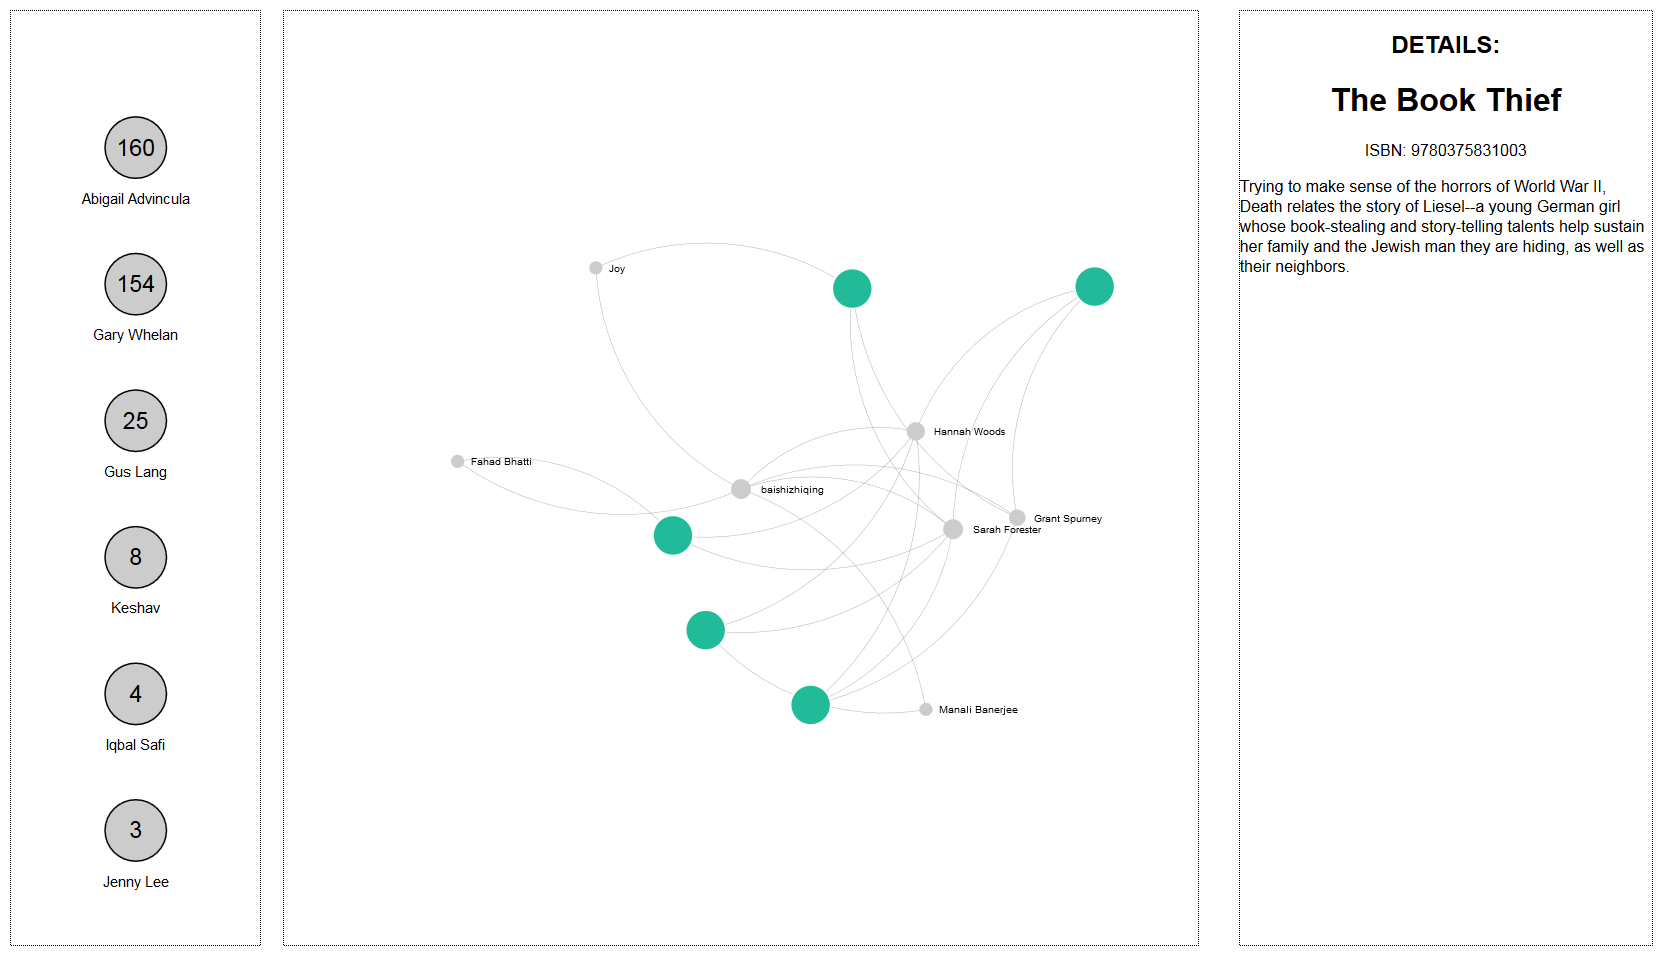 160
Abigail Advincula
154
Gary Whelan
25
Gus Lang
8
Keshav
4
Iqbal Safi
3
Jenny Lee
Joy
Hannah Woods
Fahad Bhatti
baishizhiqing
Grant Spurney
Sarah Forester
Manali Banerjee
DETAILS:
The Book Thief
ISBN: 9780375831003
Trying to make sense of the horrors of World War II,
Death relates the story of Liesel--a young German girl
whose book-stealing and story-telling talents help sustain
her family and the Jewish man they are hiding, as well as
their neighbors.